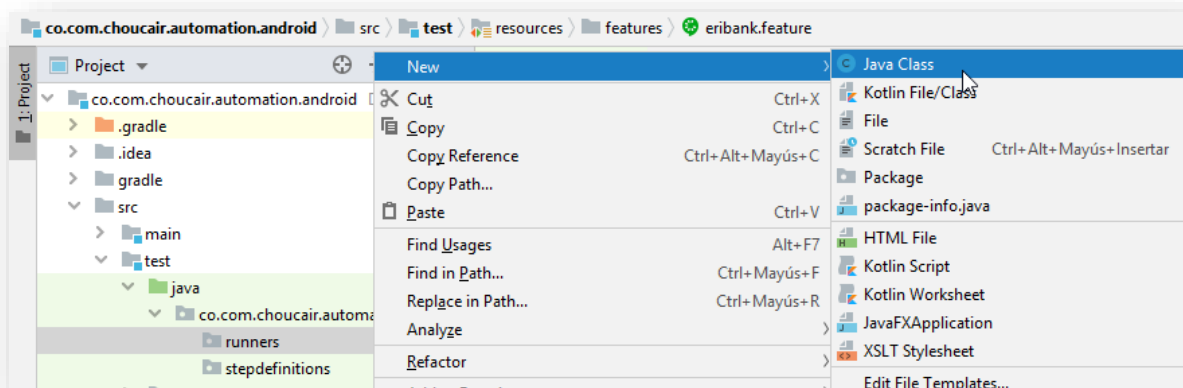 co.com.choucair.automation.android src test resources features eribank.feature
1: Project
Project
co.com.choucair.automation.android
.gradle
.idea
gradle
src
main
test
java
co.com.choucair.automa
runners
stepdefinitions
New
Cut Ctrl+X
Copy Ctrl+C
Copy Reference Ctrl+Alt+Mayús+C
Copy Path...
Paste Ctrl+V
Find Usages Alt+F7
Find in Path... Ctrl+Mayús+F
Replace in Path... Ctrl+Mayús+R
Analyze
Refactor
Java Class
Kotlin File/Class
File
Scratch File Ctrl+Alt+Mayús+Insertar
Package
package-info.java
HTML File
Kotlin Script
Kotlin Worksheet
JavaFXApplication
XSLT Stylesheet
Edit File Templates...